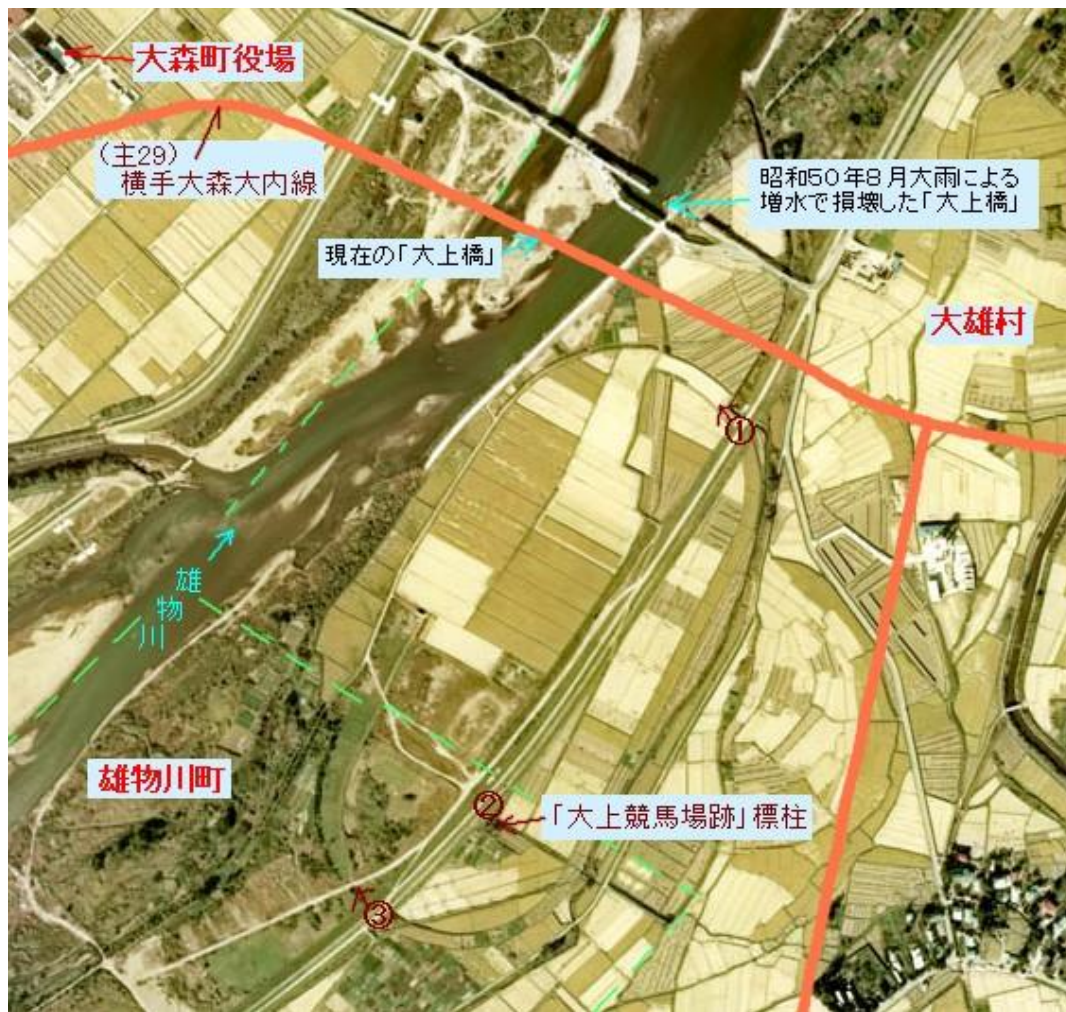 大森町役場
(主29)
横手大森大内線
昭和50年8月大雨による
増水で損壊した「大上橋」
現在の「大上橋」
大雄村
①
雄物川
雄物川町
②
「大上競馬場跡」標柱
③